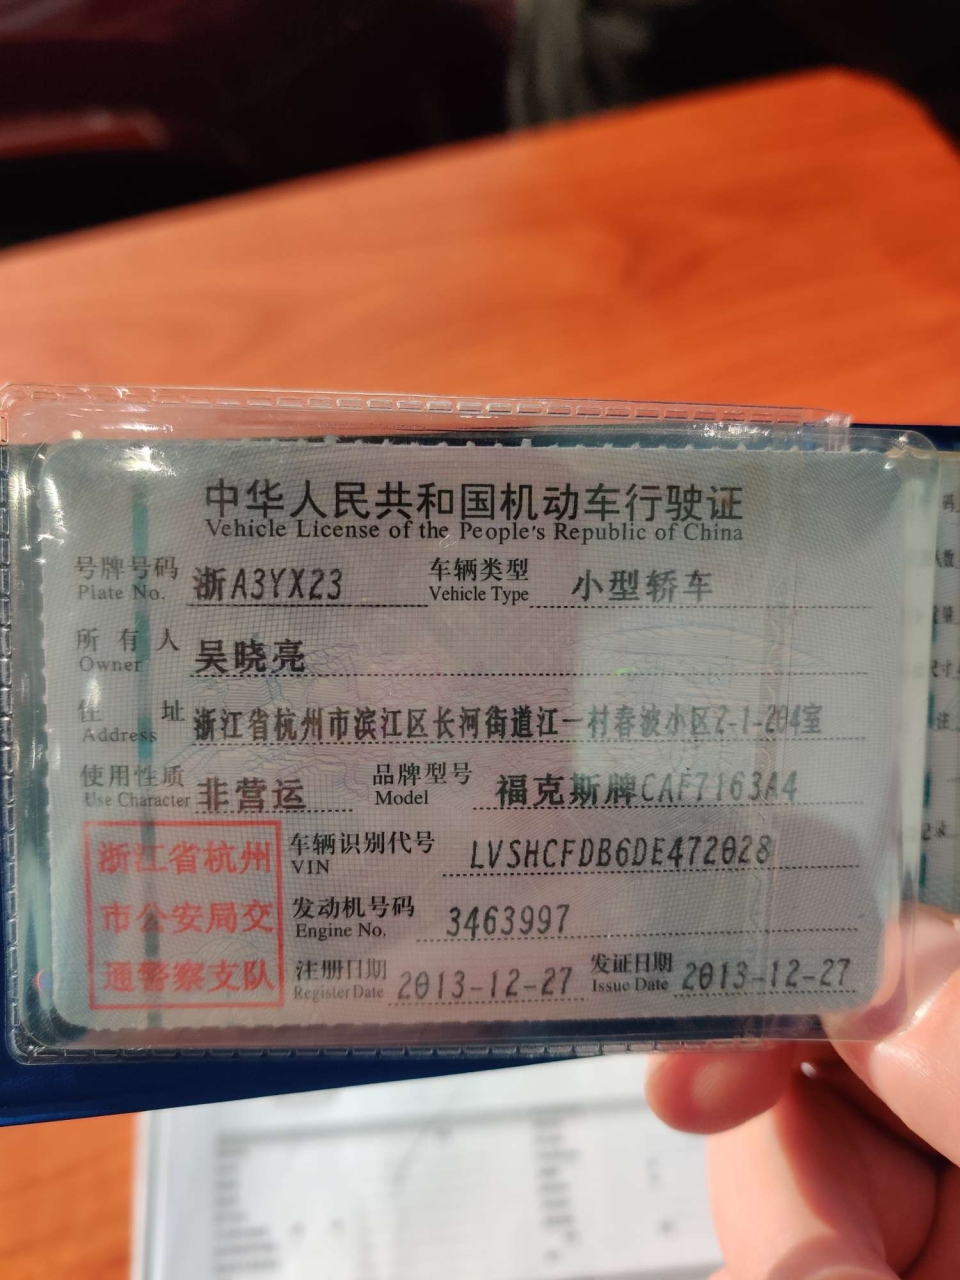 中华人民共和国机动车行驶证
Vehicle License of the People's Republic of China
号牌号码 浙A3YX23 车辆类型 小型轿车
Plate No. Vehicle Type
所有人 吴晓亮
Owner
住址 浙江省杭州市滨江区长河街道江一村春波小区2-1-204室
Address
使用性质 非营运 品牌型号 福克斯牌CAF7163A4
Use Character Model
浙江省杭州
市公安局交
通警察支队
车辆识别代号 LVSHCFDB6DE472028
VIN
发动机号码 3463997
Engine No.
注册日期 2013-12-27 发证日期 2013-12-27
Register Date Issue Date